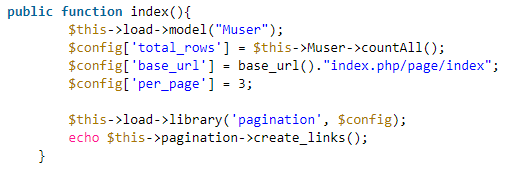 public function index(){
$this->load->model("Muser");
$config['total_rows'] = $this->Muser->countAll();
$config['base_url'] = base_url()."index.php/page/index";
$config['per_page'] = 3;
$this->load->library('pagination', $config);
echo $this->pagination->create_links();
}